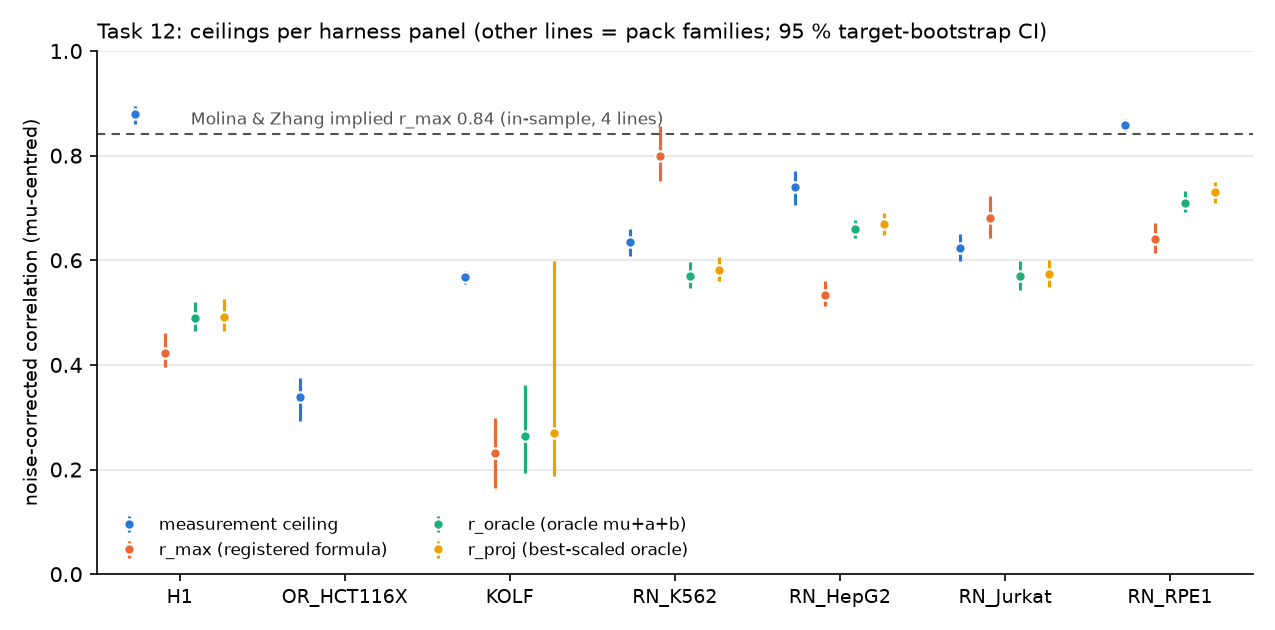 Task 12: ceilings per harness panel (other lines = pack families; 95 % target-bootstrap CI)
noise-corrected correlation (mu-centred)
1.0
0.8
0.6
0.4
0.2
0.0
Molina & Zhang implied r_max 0.84 (in-sample, 4 lines)
measurement ceiling
r_max (registered formula)
r_oracle (oracle mu+a+b)
r_proj (best-scaled oracle)
H1
OR_HCT116X
KOLF
RN_K562
RN_HepG2
RN_Jurkat
RN_RPE1